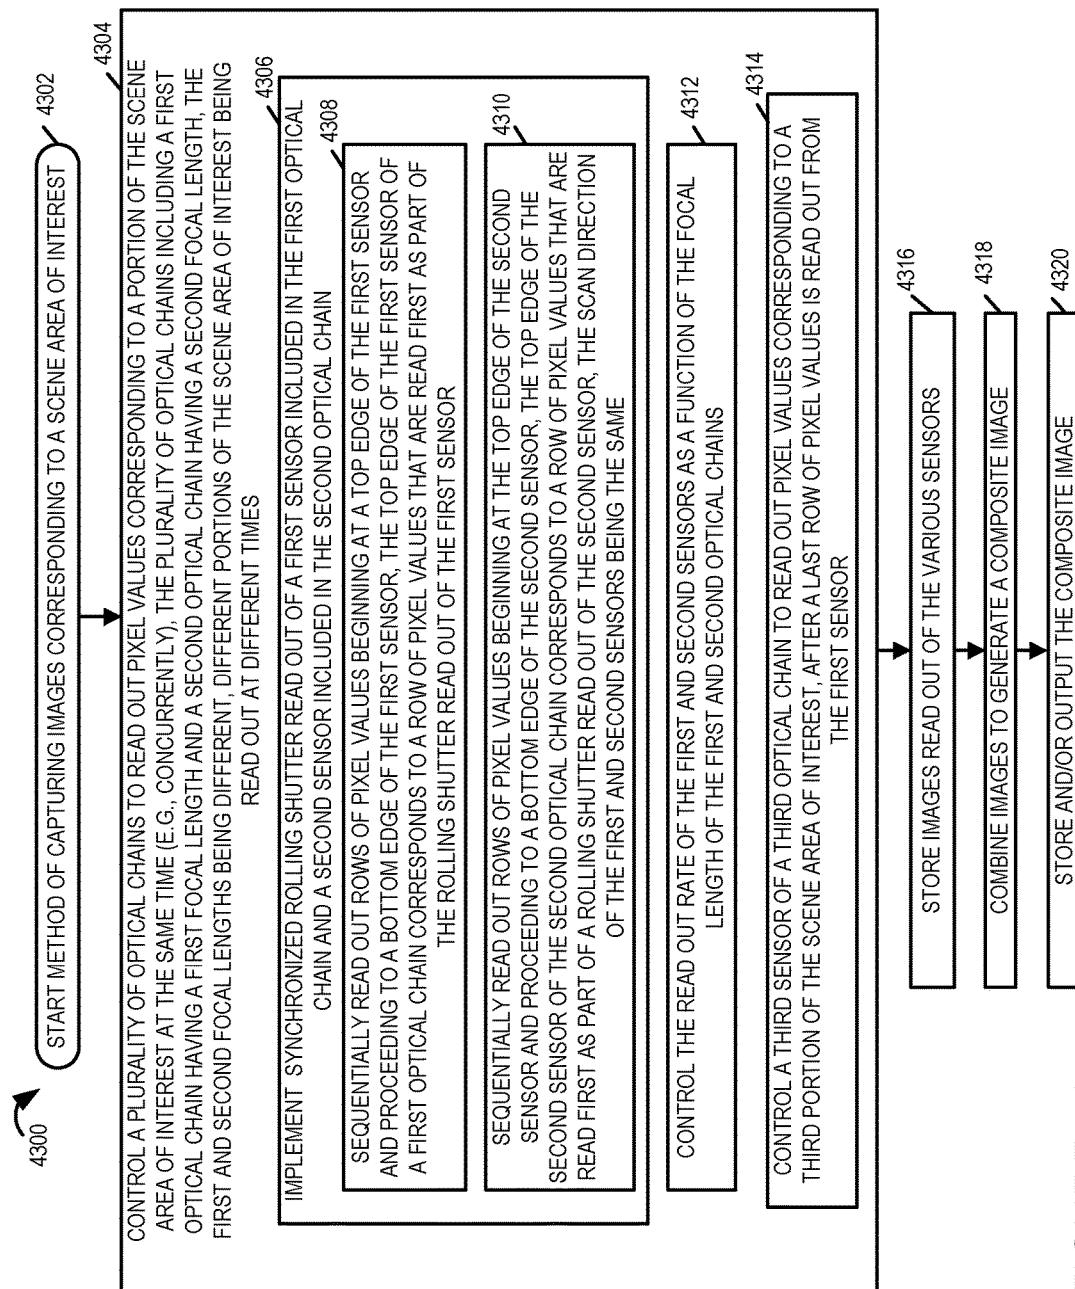 4300
START METHOD OF CAPTURING IMAGES CORRESPONDING TO A SCENE AREA OF INTEREST
4302
4304
CONTROL A PLURALITY OF OPTICAL CHAINS TO READ OUT PIXEL VALUES CORRESPONDING TO A PORTION OF THE SCENE
AREA OF INTEREST AT THE SAME TIME (E.G., CONCURRENTLY), THE PLURALITY OF OPTICAL CHAINS INCLUDING A FIRST
OPTICAL CHAIN HAVING A FIRST FOCAL LENGTH AND A SECOND OPTICAL CHAIN HAVING A SECOND FOCAL LENGTH, THE
FIRST AND SECOND FOCAL LENGTHS BEING DIFFERENT, DIFFERENT PORTIONS OF THE SCENE AREA OF INTEREST BEING
READ OUT AT DIFFERENT TIMES
4306
IMPLEMENT SYNCHRONIZED ROLLING SHUTTER READ OUT OF A FIRST SENSOR INCLUDED IN THE FIRST OPTICAL
CHAIN AND A SECOND SENSOR INCLUDED IN THE SECOND OPTICAL CHAIN
4308
SEQUENTIALLY READ OUT ROWS OF PIXEL VALUES BEGINNING AT A TOP EDGE OF THE FIRST SENSOR
AND PROCEEDING TO A BOTTOM EDGE OF THE FIRST SENSOR, THE TOP EDGE OF THE FIRST SENSOR OF
A FIRST OPTICAL CHAIN CORRESPONDS TO A ROW OF PIXEL VALUES THAT ARE READ FIRST AS PART OF
THE ROLLING SHUTTER READ OUT OF THE FIRST SENSOR
4310
SEQUENTIALLY READ OUT ROWS OF PIXEL VALUES BEGINNING AT THE TOP EDGE OF THE SECOND
SENSOR AND PROCEEDING TO A BOTTOM EDGE OF THE SECOND SENSOR, THE TOP EDGE OF THE
SECOND SENSOR OF THE SECOND OPTICAL CHAIN CORRESPONDS TO A ROW OF PIXEL VALUES THAT ARE
READ FIRST AS PART OF A ROLLING SHUTTER READ OUT OF THE SECOND SENSOR, THE SCAN DIRECTION
OF THE FIRST AND SECOND SENSORS BEING THE SAME
4312
CONTROL THE READ OUT RATE OF THE FIRST AND SECOND SENSORS AS A FUNCTION OF THE FOCAL
LENGTH OF THE FIRST AND SECOND OPTICAL CHAINS
4314
CONTROL A THIRD SENSOR OF A THIRD OPTICAL CHAIN TO READ OUT PIXEL VALUES CORRESPONDING TO A
THIRD PORTION OF THE SCENE AREA OF INTEREST, AFTER A LAST ROW OF PIXEL VALUES IS READ OUT FROM
THE FIRST SENSOR
4316
STORE IMAGES READ OUT OF THE VARIOUS SENSORS
4318
COMBINE IMAGES TO GENERATE A COMPOSITE IMAGE
4320
STORE AND/OR OUTPUT THE COMPOSITE IMAGE